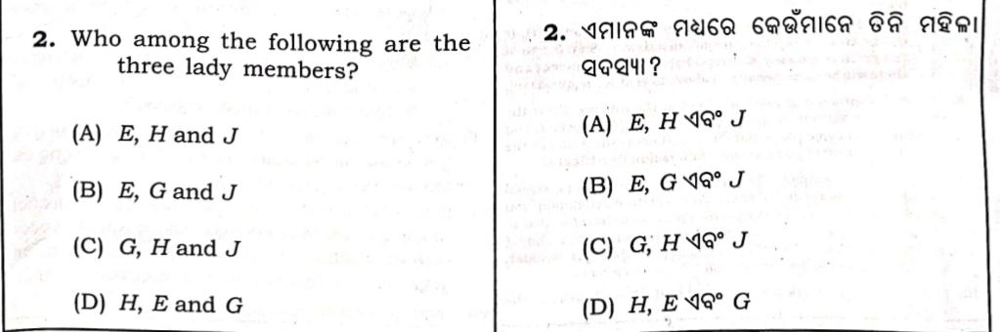 2. Who among the following are the
three lady members?
(A) E, H and J
(B) E, G and J
(C) G, H and J
(D) H, E and G
2. ଏମାନଙ୍କ ମଧ୍ୟରେ କେଉଁମାନେ ତିନି ମହିଳା
ସଦସ୍ୟା?
(A) E, H ଏବଂ J
(B) E, G ଏବଂ J
(C) G, H ଏବଂ J
(D) H, E ଏବଂ G